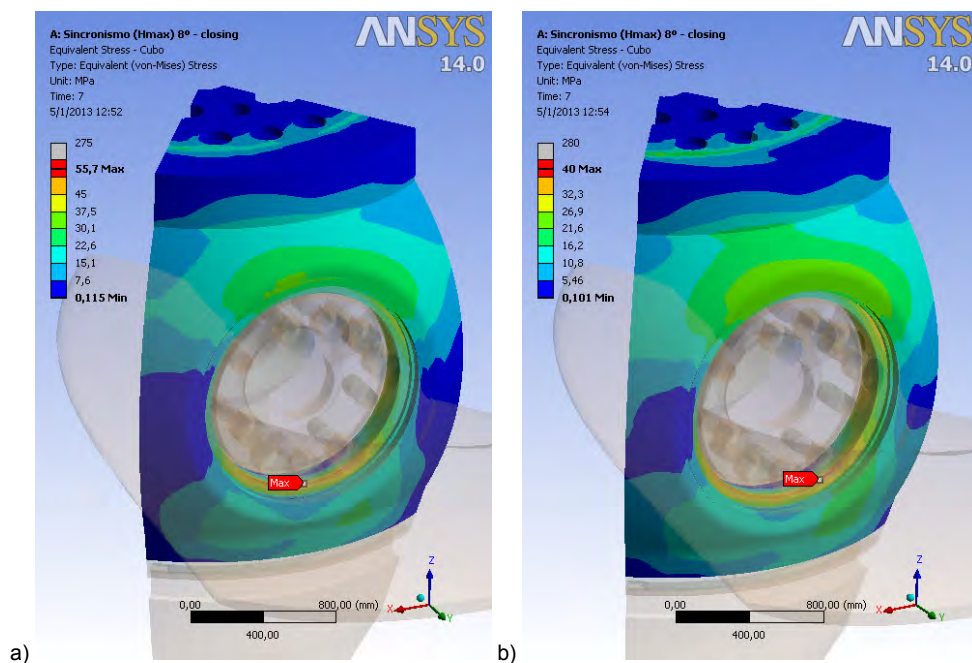 A: Sincronismo (Hmax) 8º - closing
Equivalent Stress - Cubo
Type: Equivalent (von-Mises) Stress
Unit: MPa
Time: 7
5/1/2013 12:52
ANSYS
14.0
275
55,7 Max
45
37,5
30,1
22,6
15,1
7,6
0,115 Min
Max
0,00
800,00 (mm)
400,00
Z
X
Y
a)
A: Sincronismo (Hmax) 8º - closing
Equivalent Stress - Cubo
Type: Equivalent (von-Mises) Stress
Unit: MPa
Time: 7
5/1/2013 12:54
ANSYS
14.0
280
40 Max
32,3
26,9
21,6
16,2
10,8
5,46
0,101 Min
Max
0,00
800,00 (mm)
400,00
Z
X
Y
b)